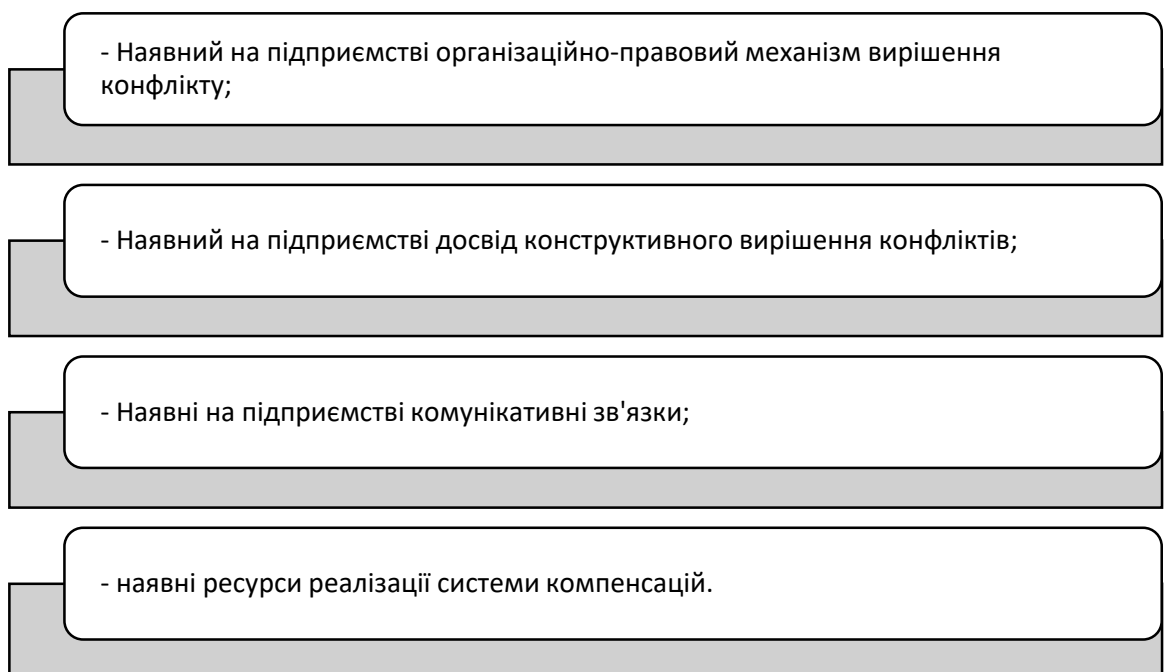 - Наявний на підприємстві організаційно-правовий механізм вирішення
конфлікту;
- Наявний на підприємстві досвід конструктивного вирішення конфліктів;
- Наявні на підприємстві комунікативні зв'язки;
- наявні ресурси реалізації системи компенсацій.